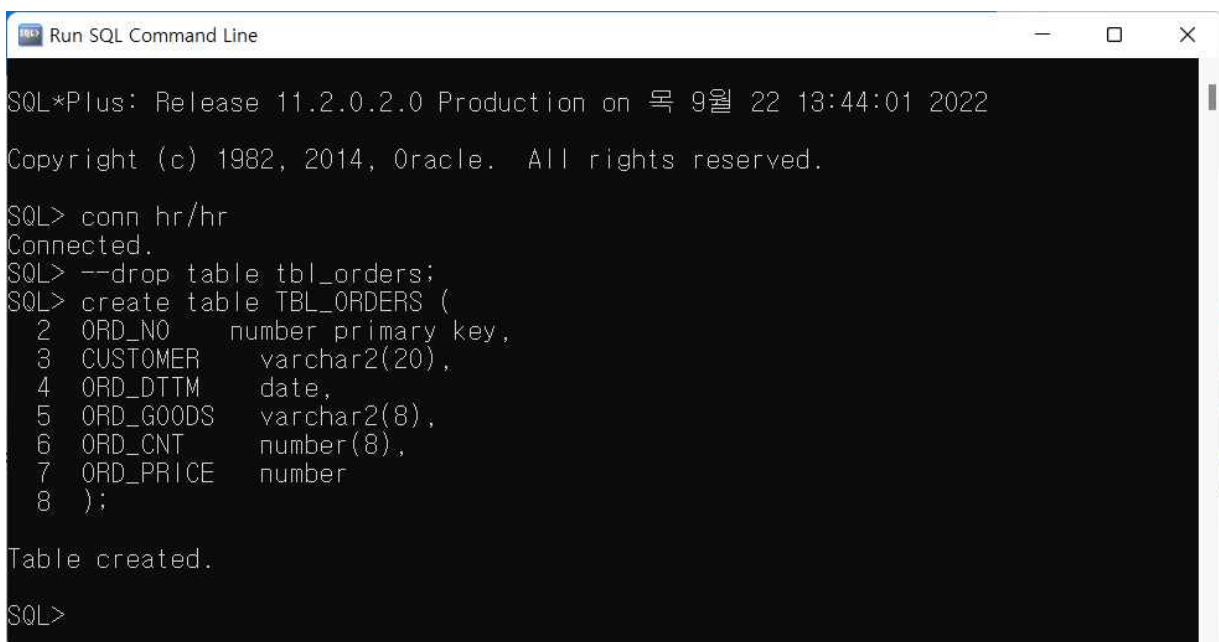 Run SQL Command Line
SQL*Plus: Release 11.2.0.2.0 Production on 목 9월 22 13:44:01 2022
Copyright (c) 1982, 2014, Oracle.  All rights reserved.
SQL> conn hr/hr
Connected.
SQL> --drop table tbl_orders;
SQL> create table TBL_ORDERS (
  2  ORD_NO    number primary key,
  3  CUSTOMER    varchar2(20),
  4  ORD_DTTM    date,
  5  ORD_GOODS   varchar2(8),
  6  ORD_CNT     number(8),
  7  ORD_PRICE   number
  8  );
Table created.
SQL>